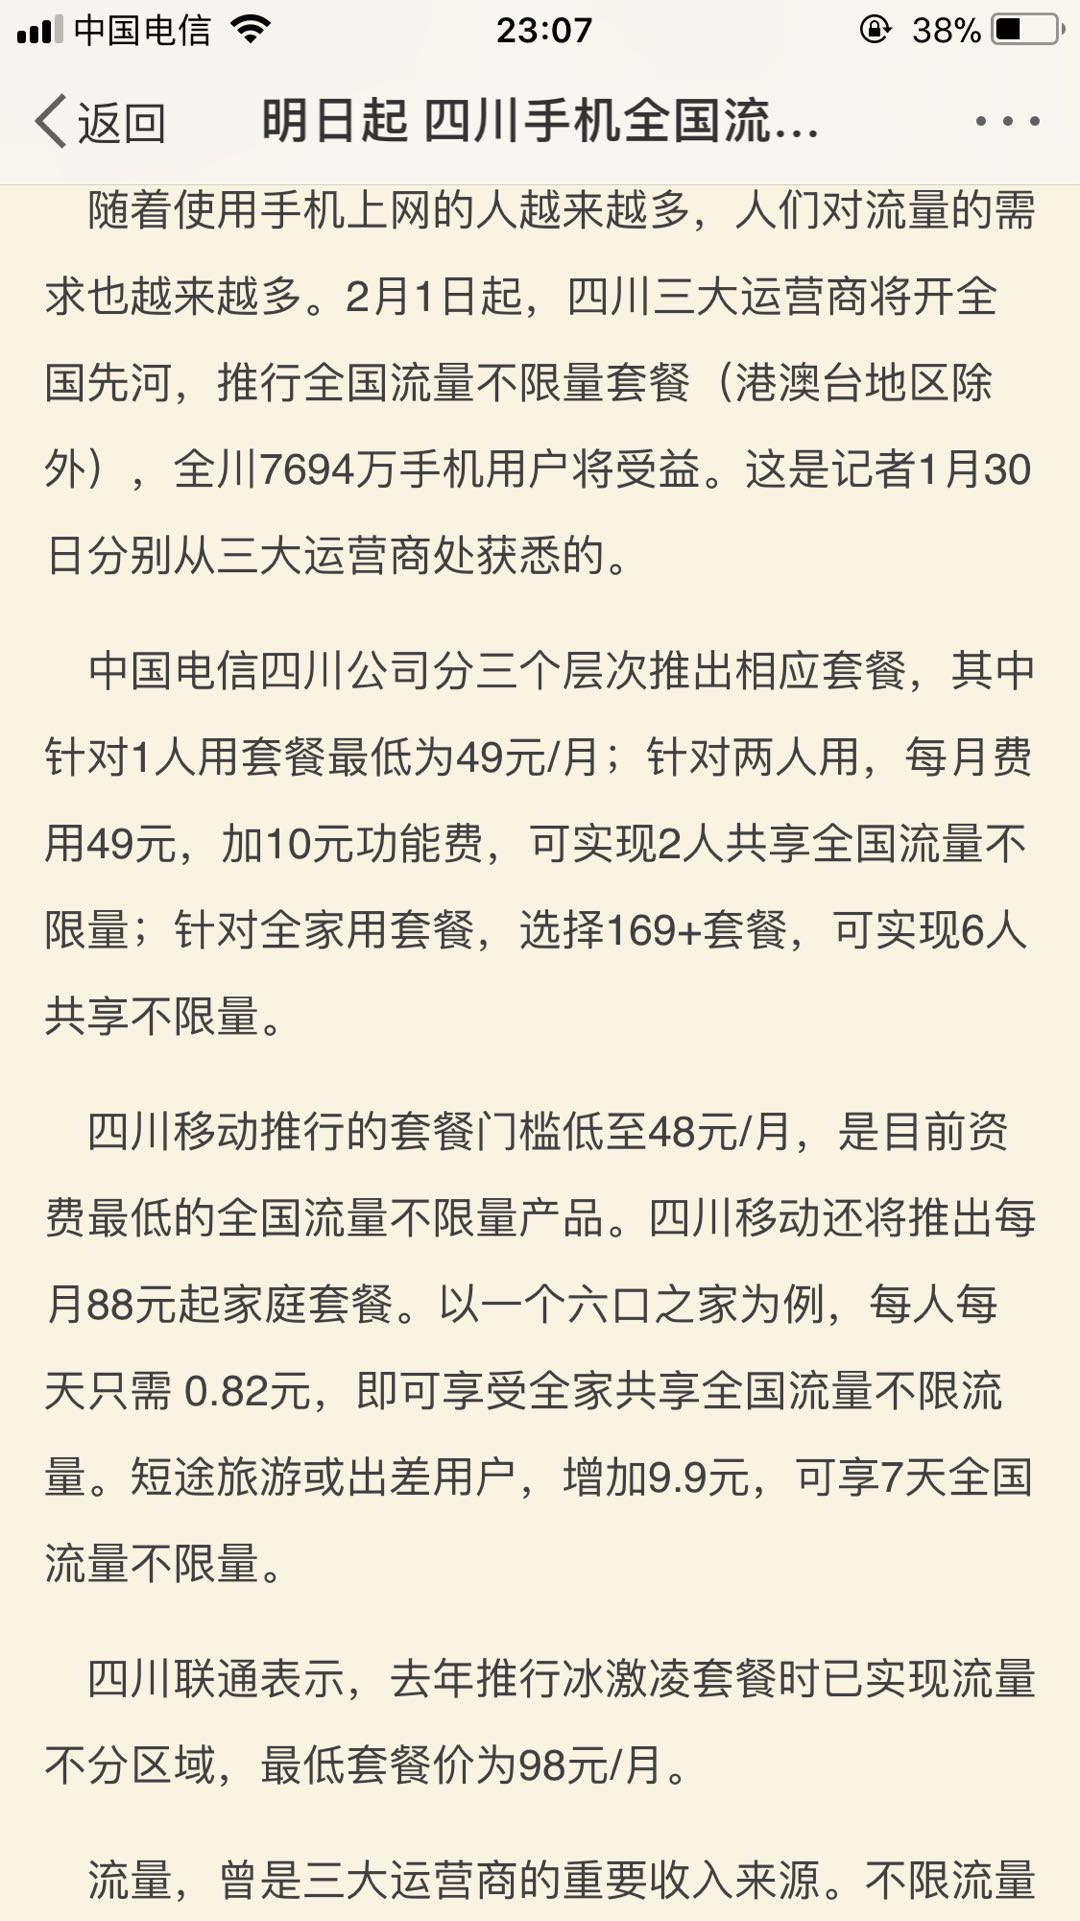 中国电信 23:07 38%
返回 明日起 四川手机全国流...
随着使用手机上网的人越来越多，人们对流量的需
求也越来越多。2月1日起，四川三大运营商将开全
国先河，推行全国流量不限量套餐（港澳台地区除
外），全川7694万手机用户将受益。这是记者1月30
日分别从三大运营商处获悉的。
中国电信四川公司分三个层次推出相应套餐，其中
针对1人用套餐最低为49元/月；针对两人用，每月费
用49元，加10元功能费，可实现2人共享全国流量不
限量；针对全家用套餐，选择169+套餐，可实现6人
共享不限量。
四川移动推行的套餐门槛低至48元/月，是目前资
费最低的全国流量不限量产品。四川移动还将推出每
月88元起家庭套餐。以一个六口之家为例，每人每
天只需 0.82元，即可享受全家共享全国流量不限流
量。短途旅游或出差用户，增加9.9元，可享7天全国
流量不限量。
四川联通表示，去年推行冰激凌套餐时已实现流量
不分区域，最低套餐价为98元/月。
流量，曾是三大运营商的重要收入来源。不限流量